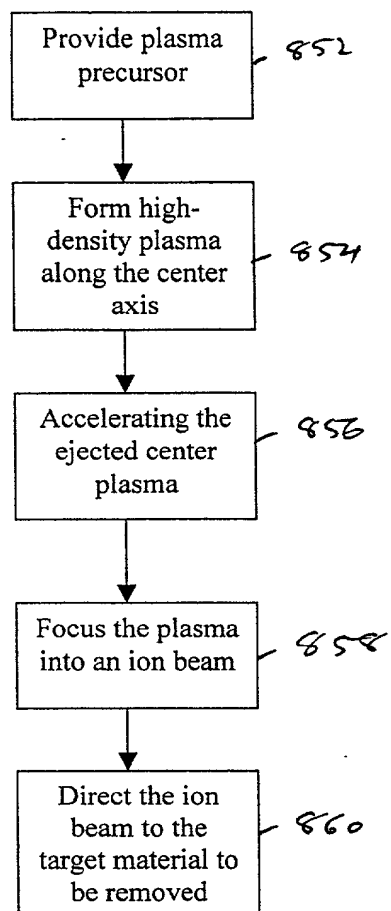 Provide plasma
precursor
852
Form high-
density plasma
along the center
axis
854
Accelerating the
ejected center
plasma
856
Focus the plasma
into an ion beam
858
Direct the ion
beam to the
target material to
be removed
860